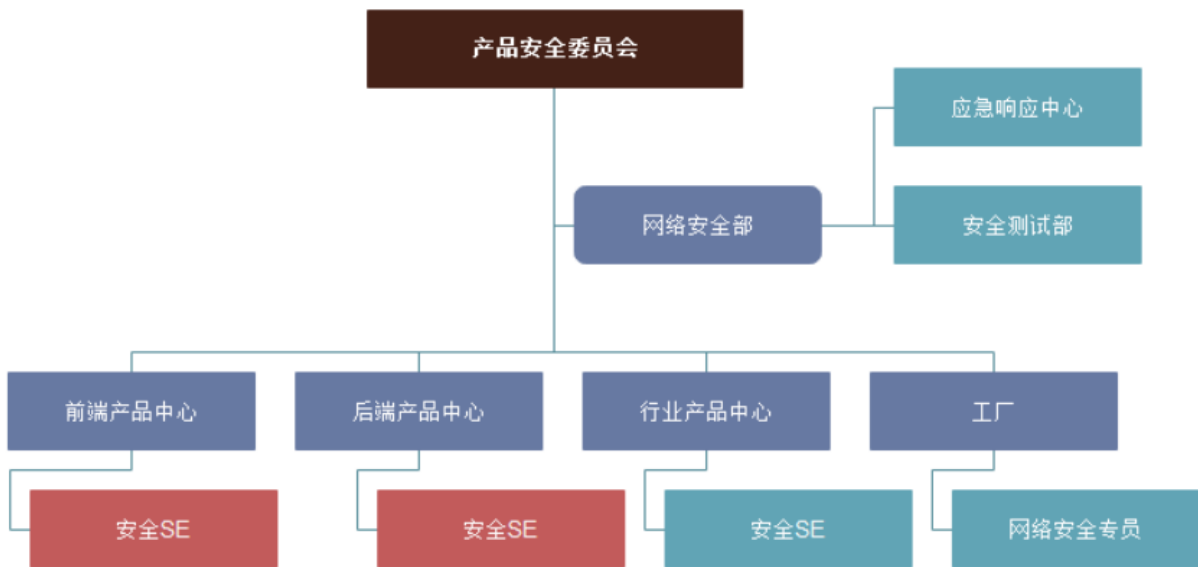 产品安全委员会
应急响应中心
网络安全部
安全测试部
前端产品中心
后端产品中心
行业产品中心
工厂
安全SE
安全SE
安全SE
网络安全专员